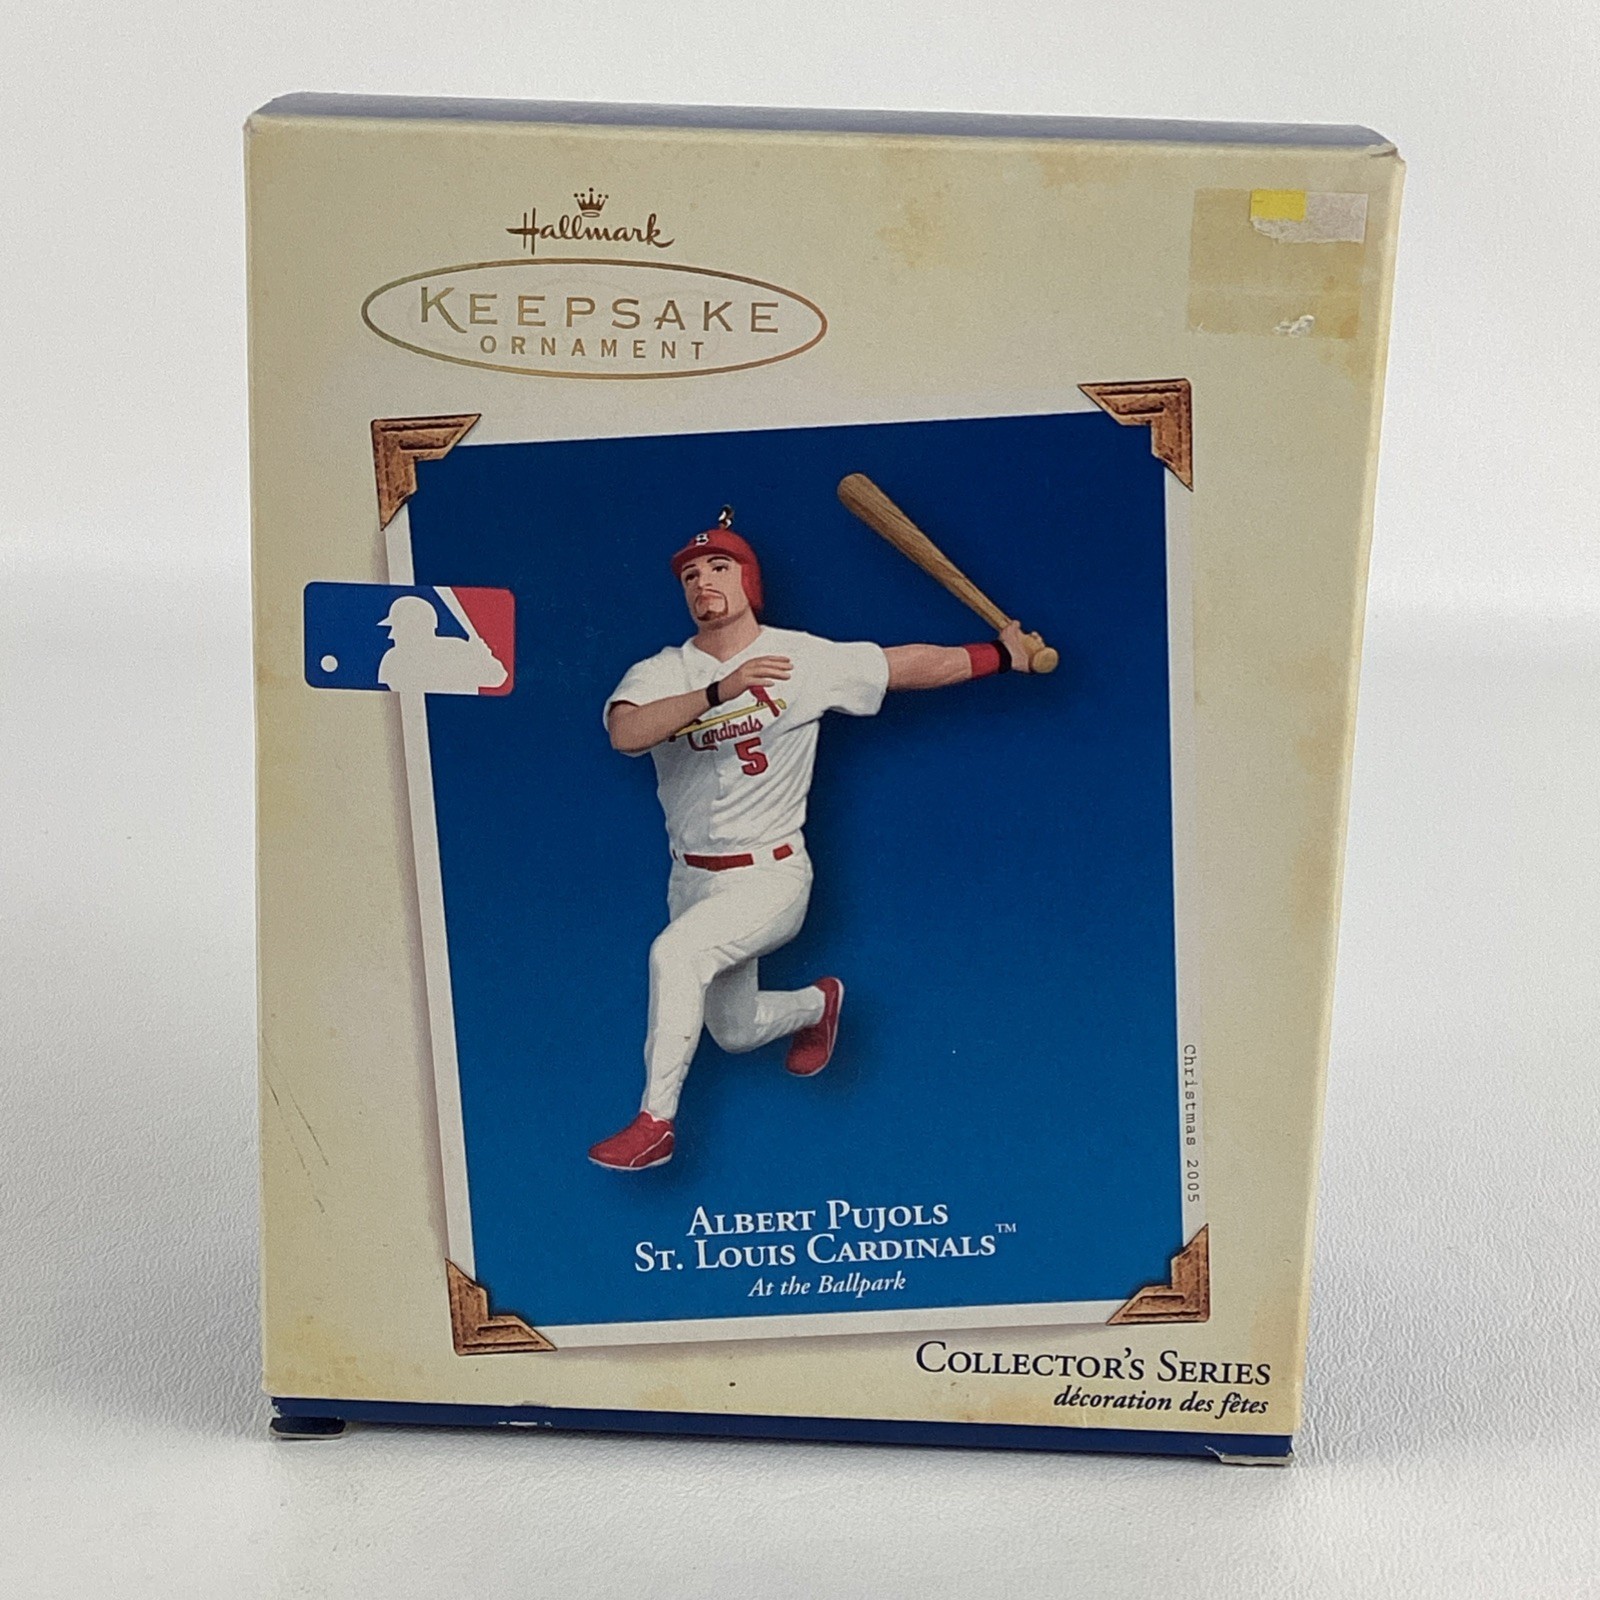 Hallmark
KEEPSAKE
ORNAMENT
Cardinals
5
Christmas 2005
ALBERT PUJOLS
ST. LOUIS CARDINALS™
At the Ballpark
COLLECTOR'S SERIES
décoration des fêtes